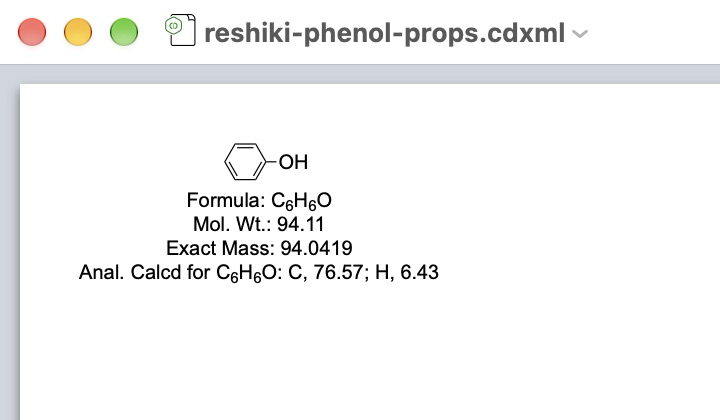 reshiki-phenol-props.cdxml
OH
Formula: C₆H₆O
Mol. Wt.: 94.11
Exact Mass: 94.0419
Anal. Calcd for C₆H₆O: C, 76.57; H, 6.43